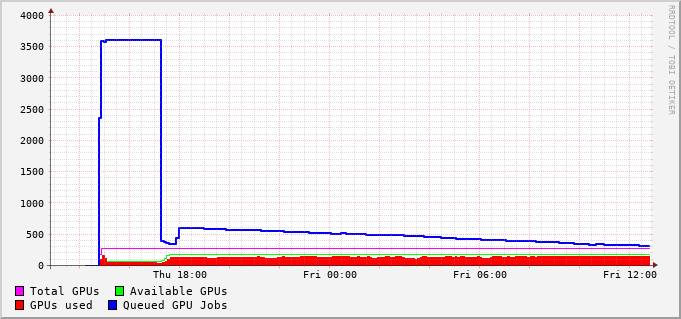 4000
3500
3000
2500
2000
1500
1000
500
0
Thu 18:00 Fri 00:00 Fri 06:00 Fri 12:00
Total GPUs Available GPUs
GPUs used Queued GPU Jobs
RRDTOOL / TOBI OETIKER